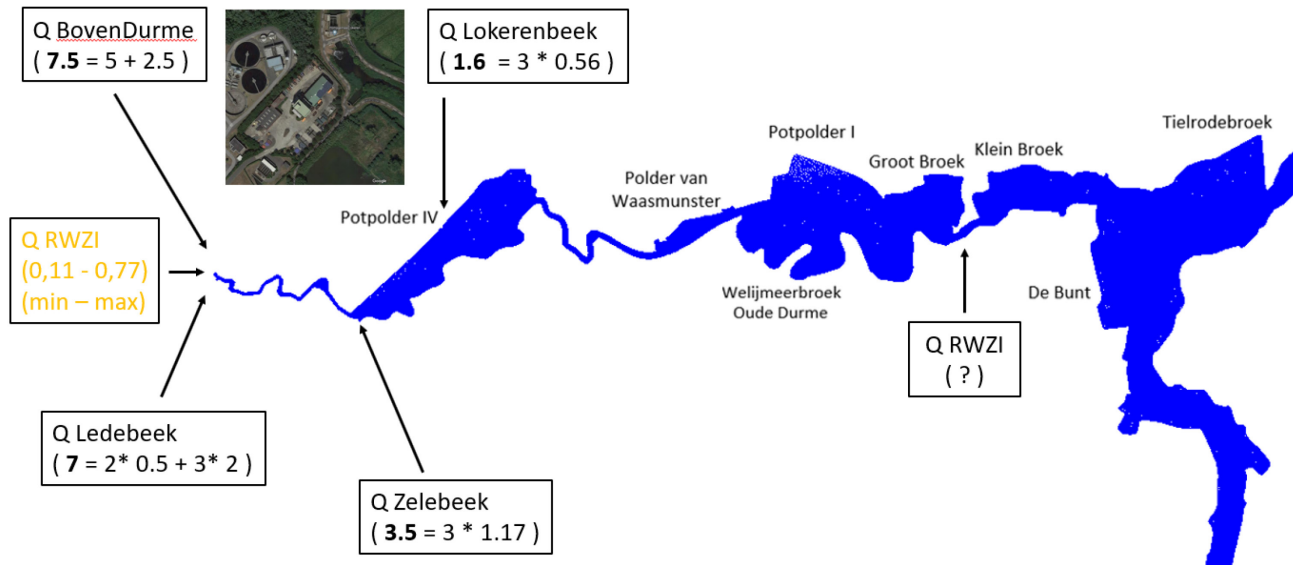 Q BovenDurme
( 7.5 = 5 + 2.5 )
Q Lokerenbeek
( 1.6 = 3 * 0.56 )
Google
Potpolder IV
Polder van
Waasmunster
Potpolder I
Groot Broek
Klein Broek
Tielrodebroek
Q RWZI
(0,11 - 0,77)
(min – max)
Welijmeerbroek
Oude Durme
De Bunt
Q RWZI
( ? )
Q Ledebeek
( 7 = 2* 0.5 + 3* 2 )
Q Zelebeek
( 3.5 = 3 * 1.17 )